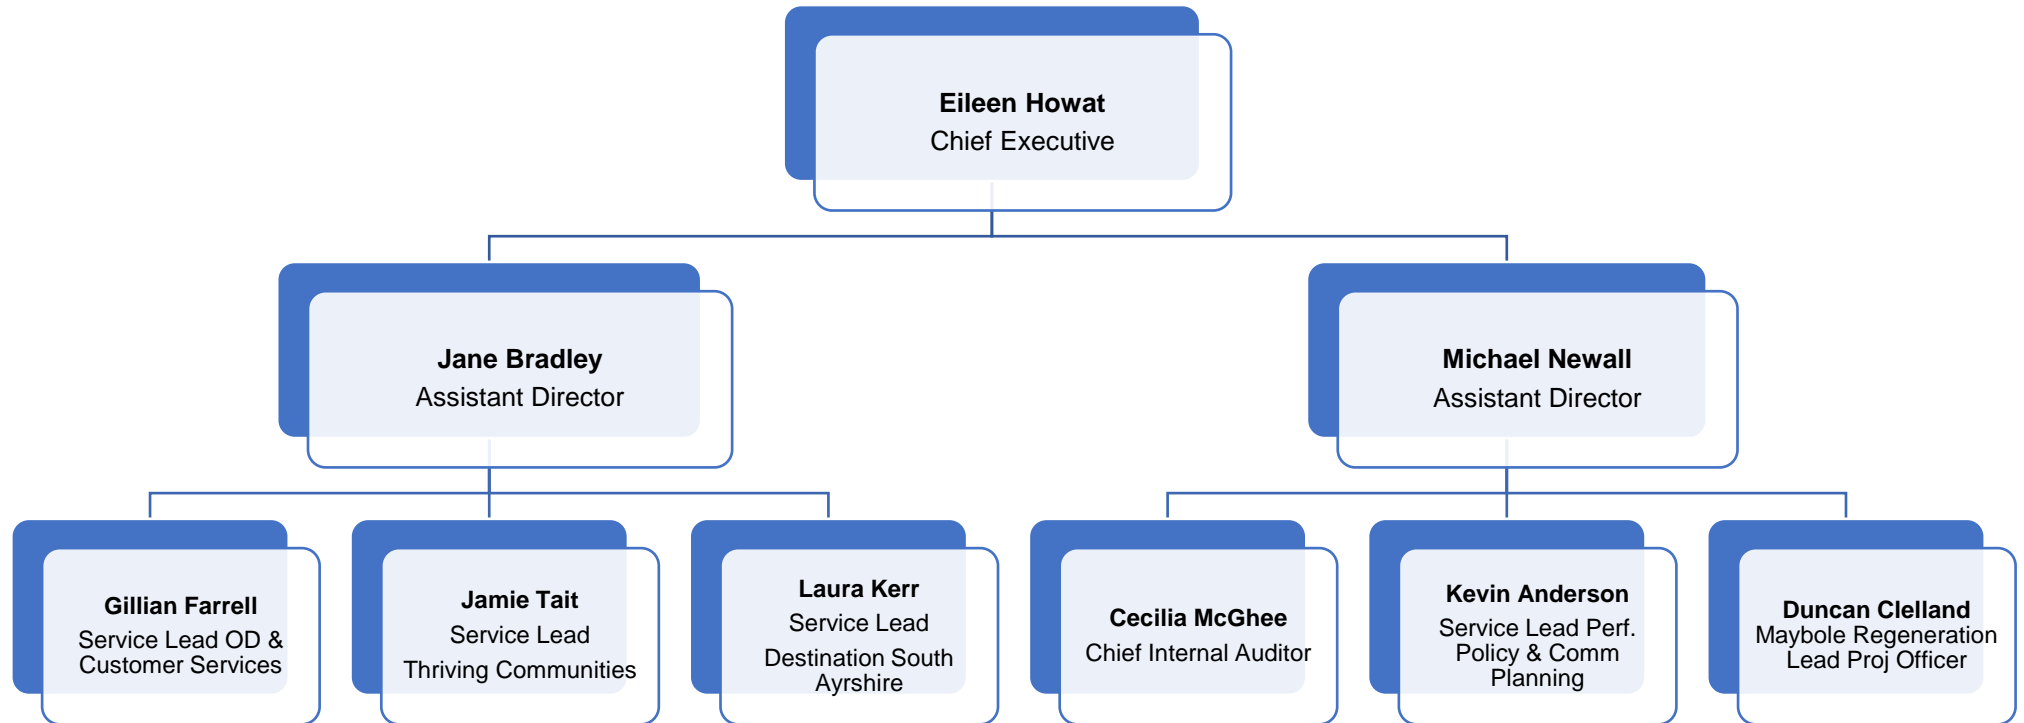 Eileen Howat
Chief Executive
Jane Bradley
Assistant Director
Michael Newall
Assistant Director
Gillian Farrell
Service Lead OD &
Customer Services
Jamie Tait
Service Lead
Thriving Communities
Laura Kerr
Service Lead
Destination South
Ayrshire
Cecilia McGhee
Chief Internal Auditor
Kevin Anderson
Service Lead Perf.
Policy & Comm
Planning
Duncan Clelland
Maybole Regeneration
Lead Proj Officer